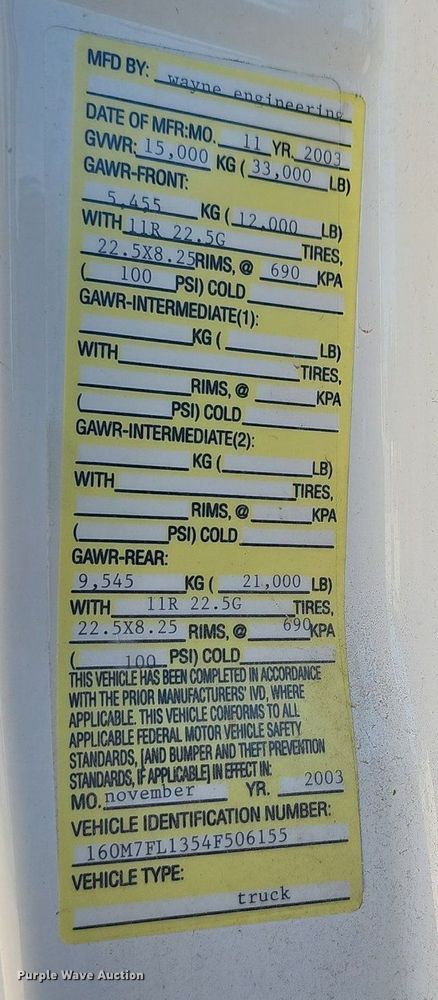 MFD BY: wayne engineering
DATE OF MFR:MO. 11 YR. 2003
GVWR: 15,000 KG ( 33,000 LB)
GAWR-FRONT:
5,455 KG ( 12,000 LB)
WITH 11R 22.5G TIRES,
22.5X8.25 RIMS, @ 690 KPA
( 100 PSI) COLD
GAWR-INTERMEDIATE(1):
KG ( LB)
WITH TIRES,
RIMS, @ KPA
( PSI) COLD
GAWR-INTERMEDIATE(2):
KG ( LB)
WITH TIRES,
RIMS, @ KPA
( PSI) COLD
GAWR-REAR:
9,545 KG ( 21,000 LB)
WITH 11R 22.5G TIRES,
22.5X8.25 RIMS, @ 690 KPA
( 100 PSI) COLD
THIS VEHICLE HAS BEEN COMPLETED IN ACCORDANCE
WITH THE PRIOR MANUFACTURERS' IVD, WHERE
APPLICABLE. THIS VEHICLE CONFORMS TO ALL
APPLICABLE FEDERAL MOTOR VEHICLE SAFETY
STANDARDS, [AND BUMPER AND THEFT PREVENTION
STANDARDS, IF APPLICABLE] IN EFFECT IN:
MO. november YR. 2003
VEHICLE IDENTIFICATION NUMBER:
160M7FL1354F506155
VEHICLE TYPE:
truck
Purple Wave Auction